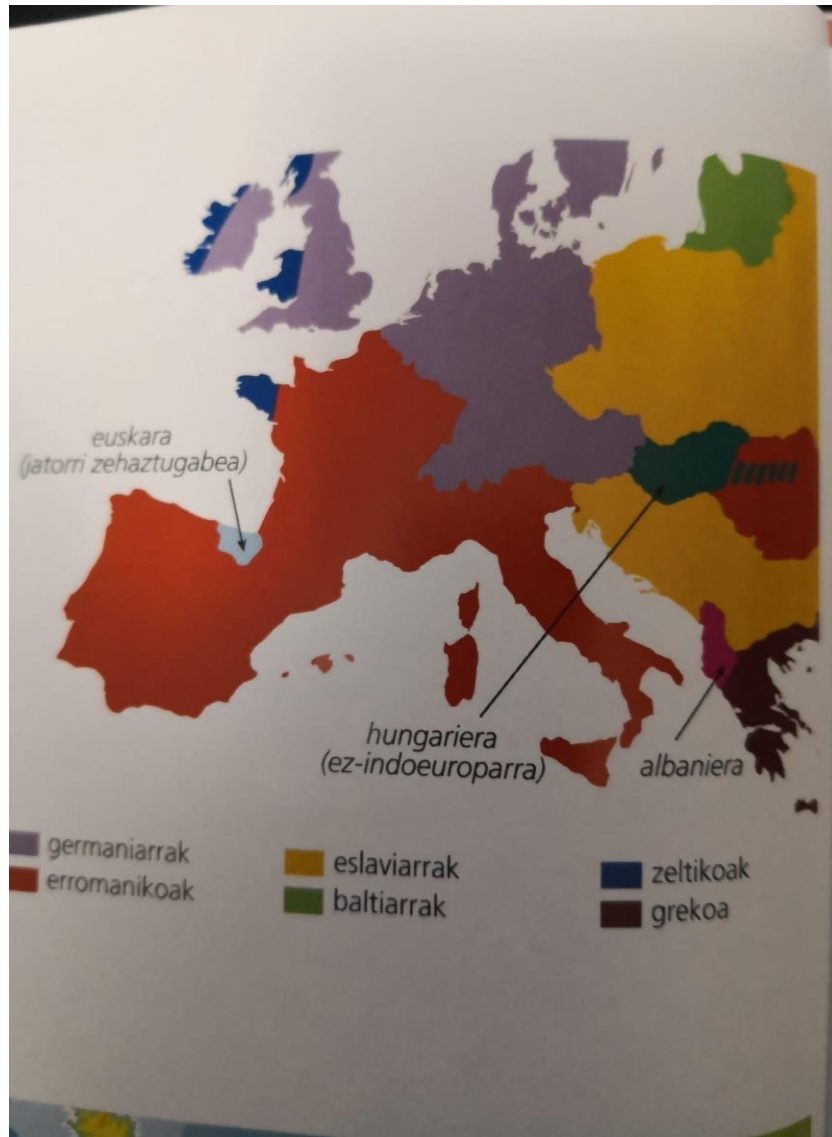 euskara
(jatorri zehaztugabea)
hungariera
(ez-indoeuroparra)
albaniera
germaniarrak
erromanikoak
eslaviarrak
baltiarrak
zeltikoak
grekoa